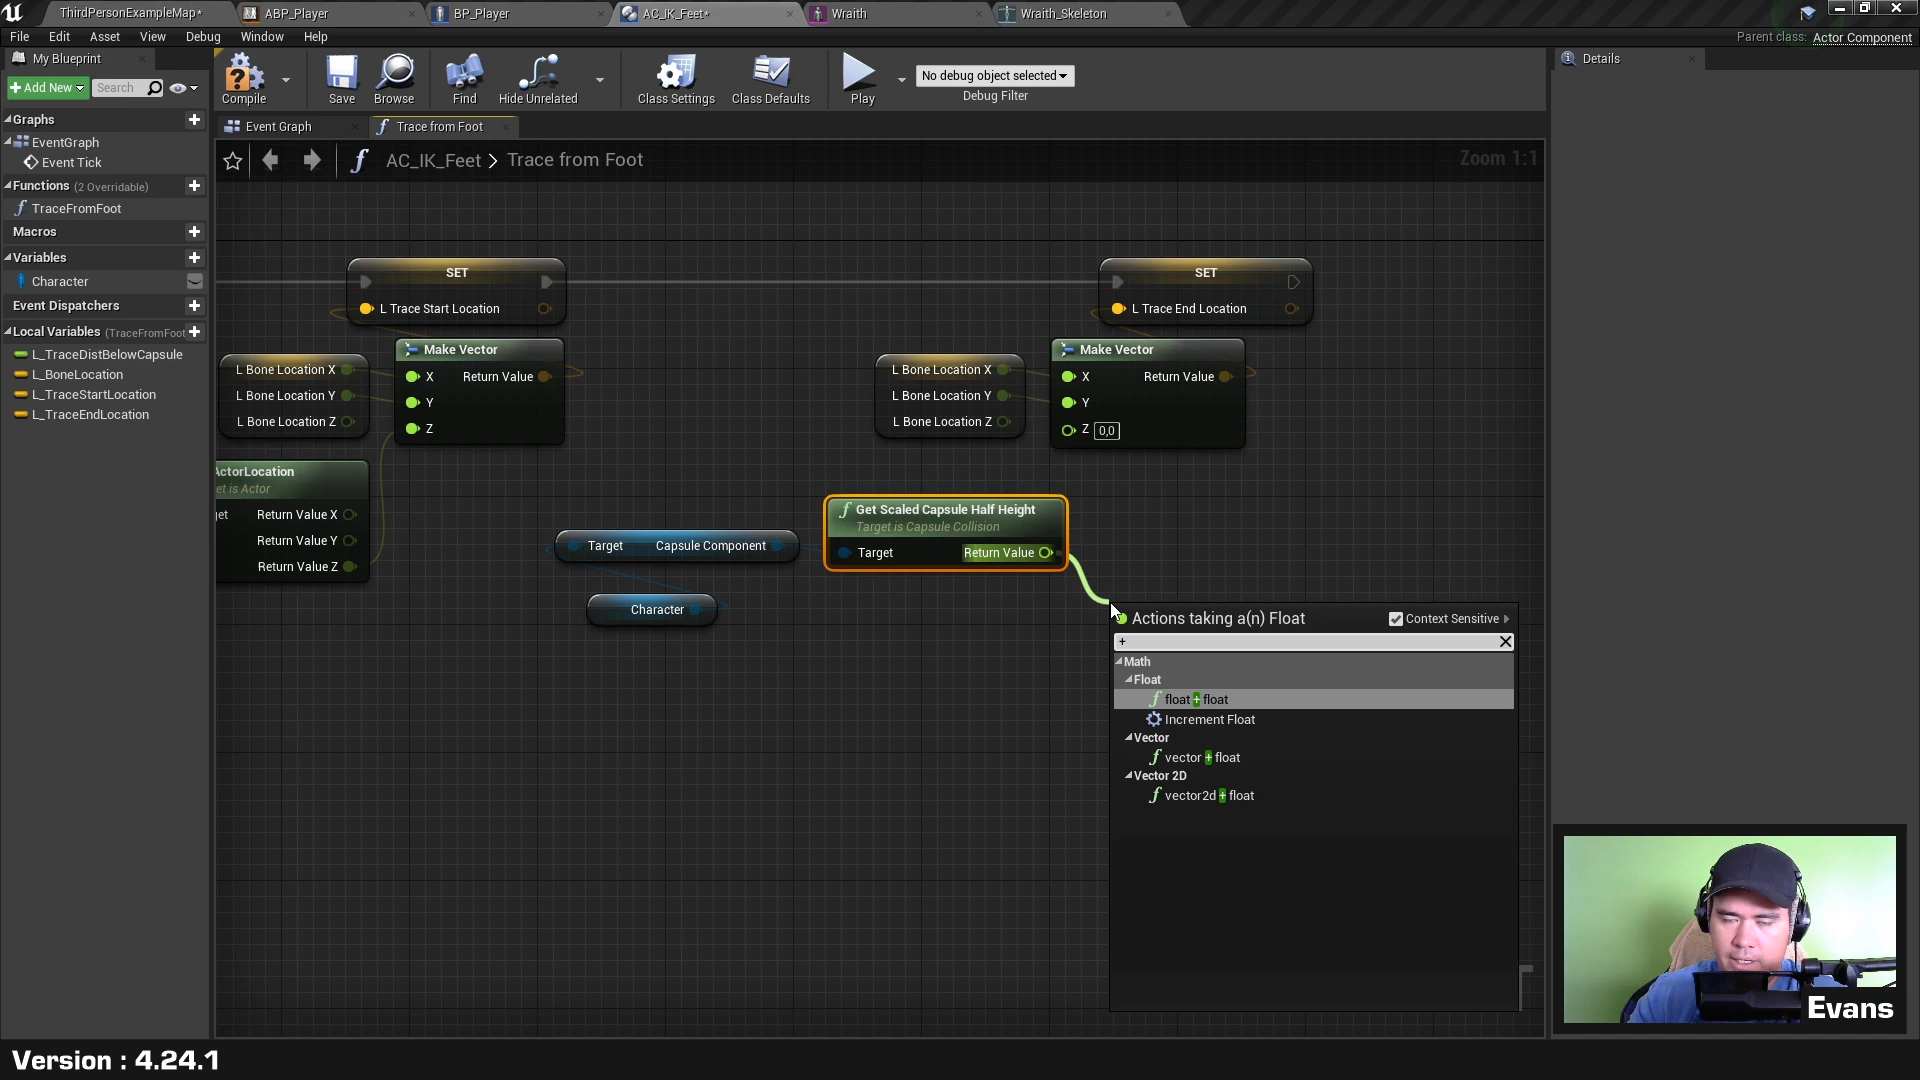 ThirdPersonExampleMap*
ABP_Player
BP_Player
AC_IK_Feet*
Wraith
Wraith_Skeleton
File Edit Asset View Debug Window Help
Parent class: Actor Component
My Blueprint
Details
+ Add New
Search
Compile
Save
Browse
Find
Hide Unrelated
Class Settings
Class Defaults
Play
No debug object selected
Debug Filter
Event Graph
Trace from Foot
AC_IK_Feet > Trace from Foot
Zoom 1:1
Graphs
EventGraph
Event Tick
Functions (2 Overridable)
TraceFromFoot
Macros
Variables
Character
Event Dispatchers
Local Variables (TraceFromFoot
L_TraceDistBelowCapsule
L_BoneLocation
L_TraceStartLocation
L_TraceEndLocation
SET
L Trace Start Location
SET
L Trace End Location
L Bone Location X
L Bone Location Y
L Bone Location Z
Make Vector
X Return Value
Y
Z
L Bone Location X
L Bone Location Y
L Bone Location Z
Make Vector
X Return Value
Y
Z 0,0
ActorLocation
et is Actor
get Return Value X
Return Value Y
Return Value Z
Target Capsule Component
Character
Get Scaled Capsule Half Height
Target is Capsule Collision
Target Return Value
Actions taking a(n) Float
Context Sensitive
+
Math
Float
float + float
Increment Float
Vector
vector + float
Vector 2D
vector2d + float
Evans
Version : 4.24.1